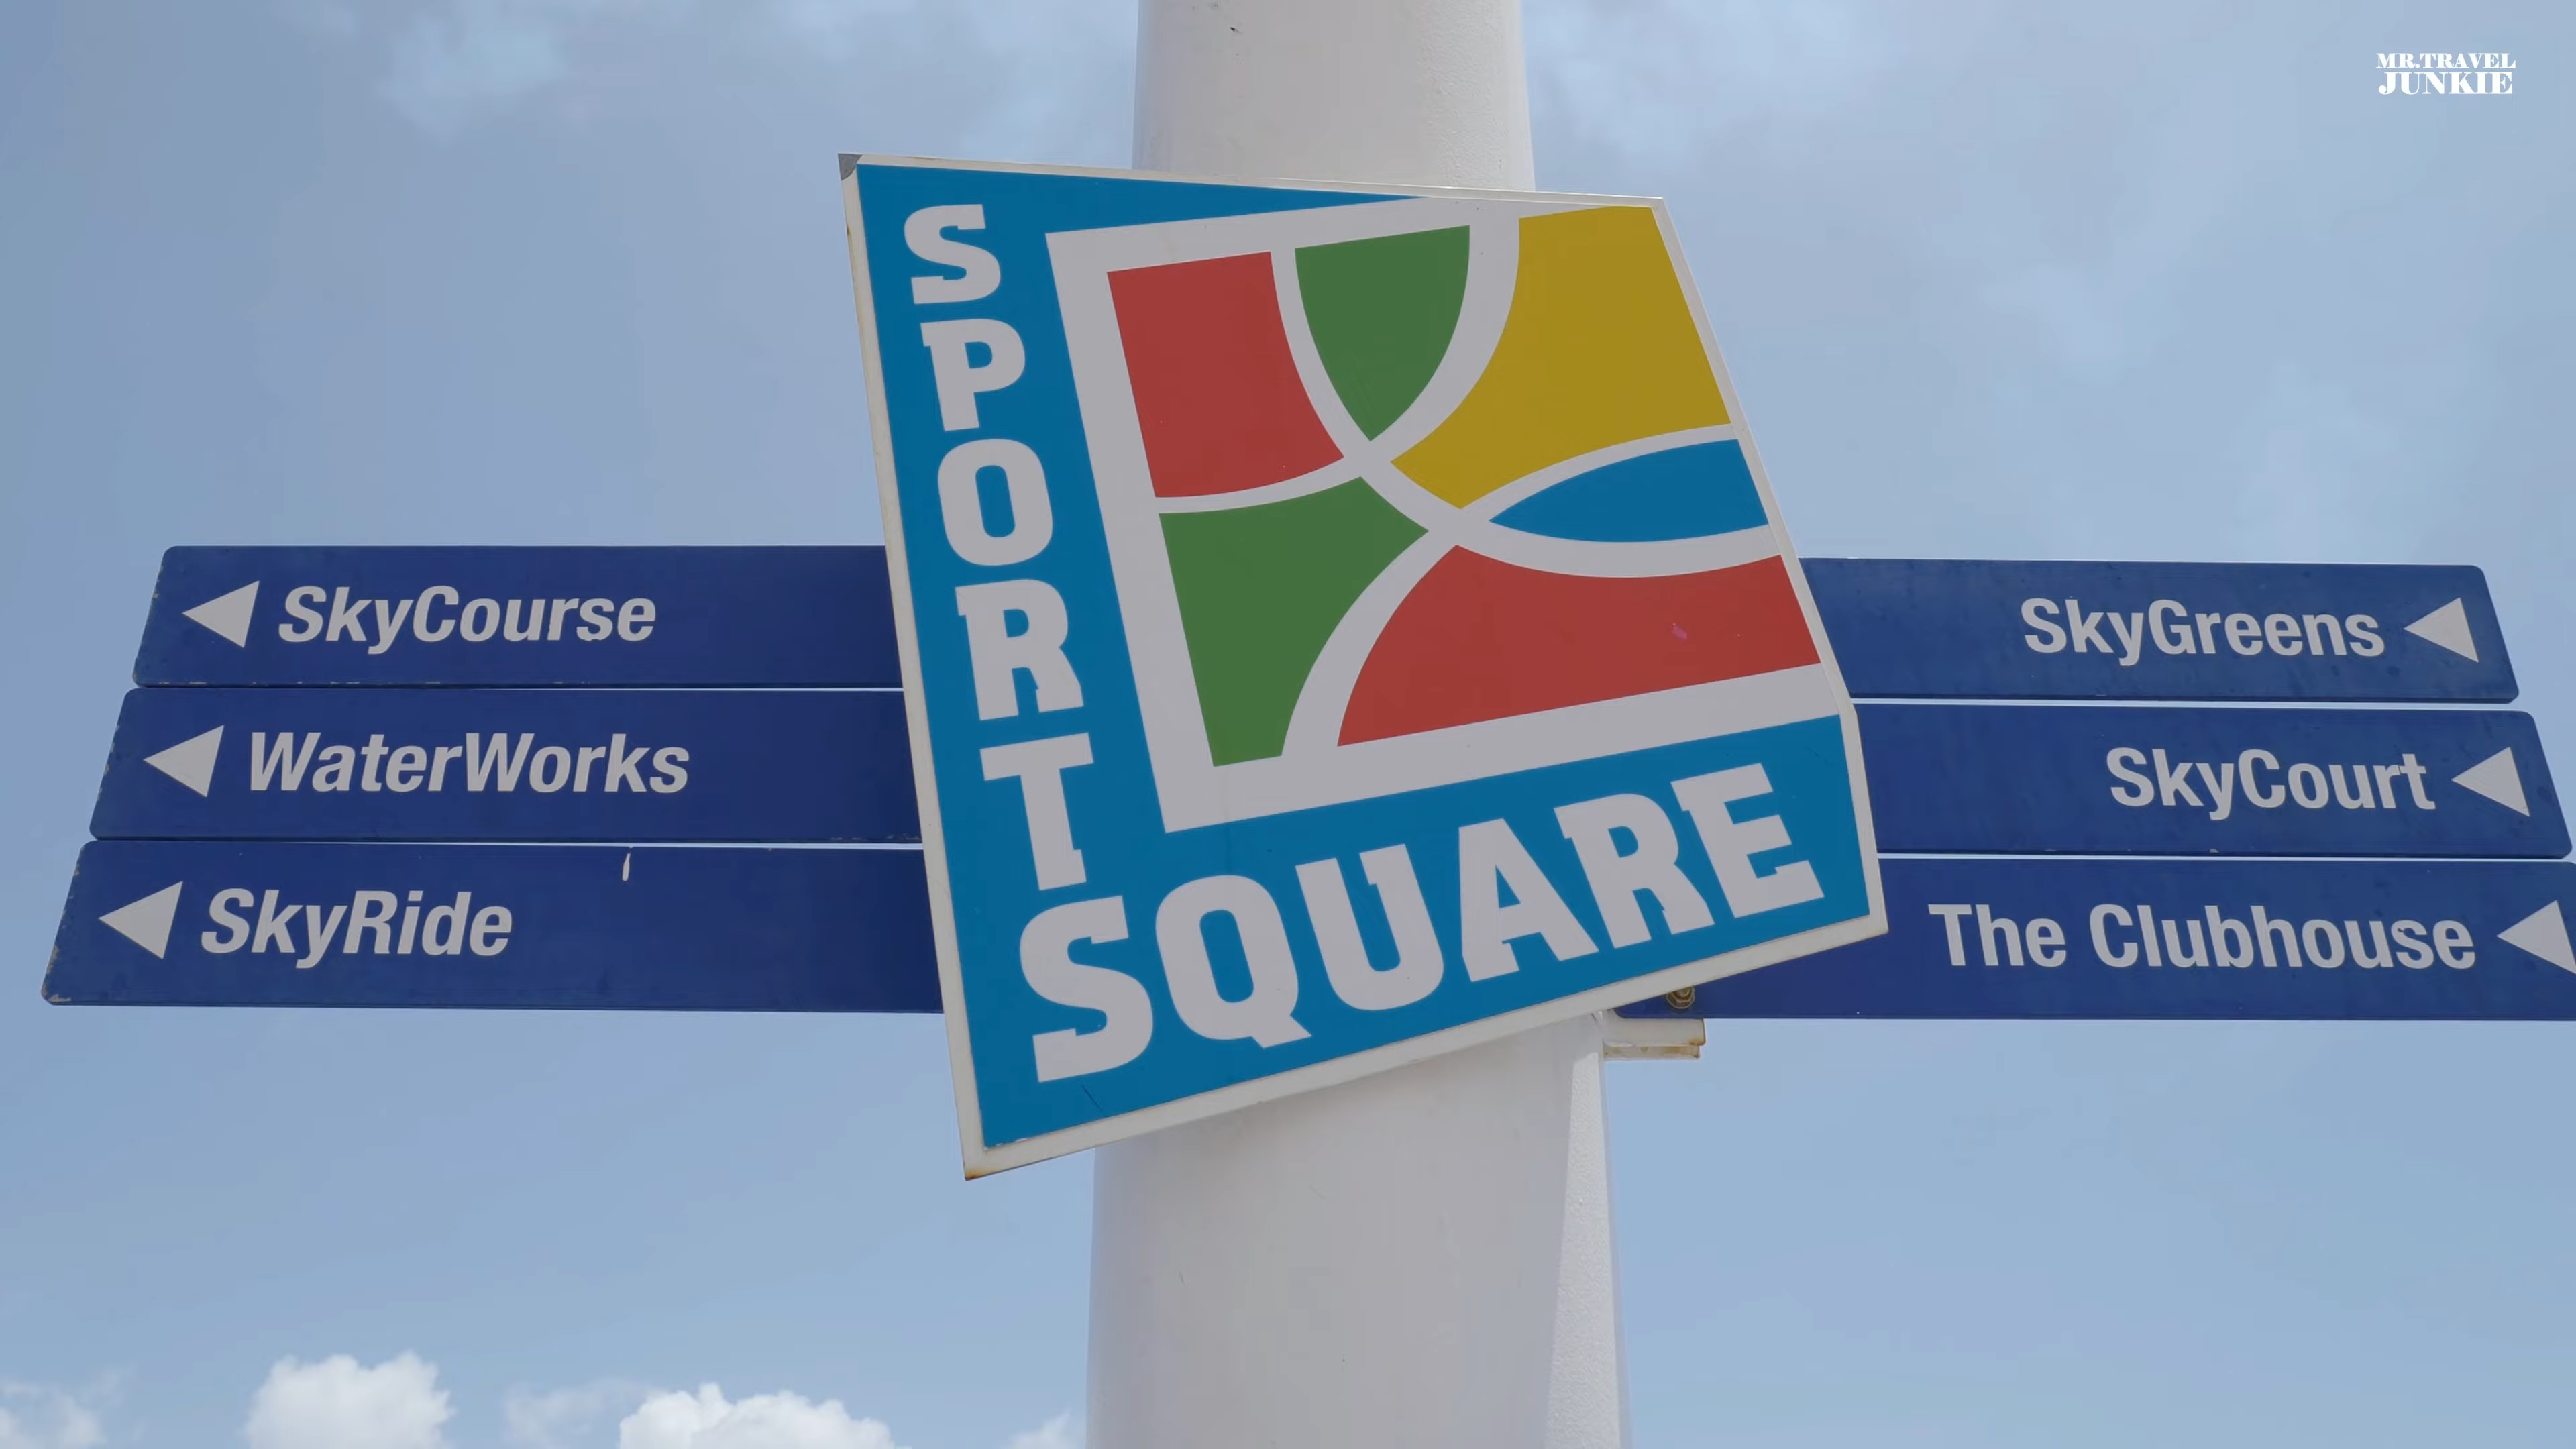 MR.TRAVEL
JUNKIE
SPORT
SQUARE
SkyCourse
WaterWorks
SkyRide
SkyGreens
SkyCourt
The Clubhouse